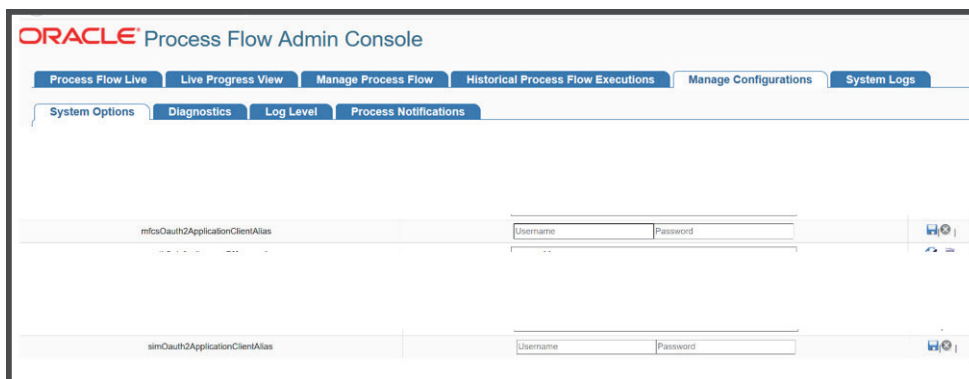 ORACLE Process Flow Admin Console
Process Flow Live Live Progress View Manage Process Flow Historical Process Flow Executions Manage Configurations System Logs
System Options Diagnostics Log Level Process Notifications
mfcsOauth2ApplicationClientAlias Username Password
simOauth2ApplicationClientAlias Username Password